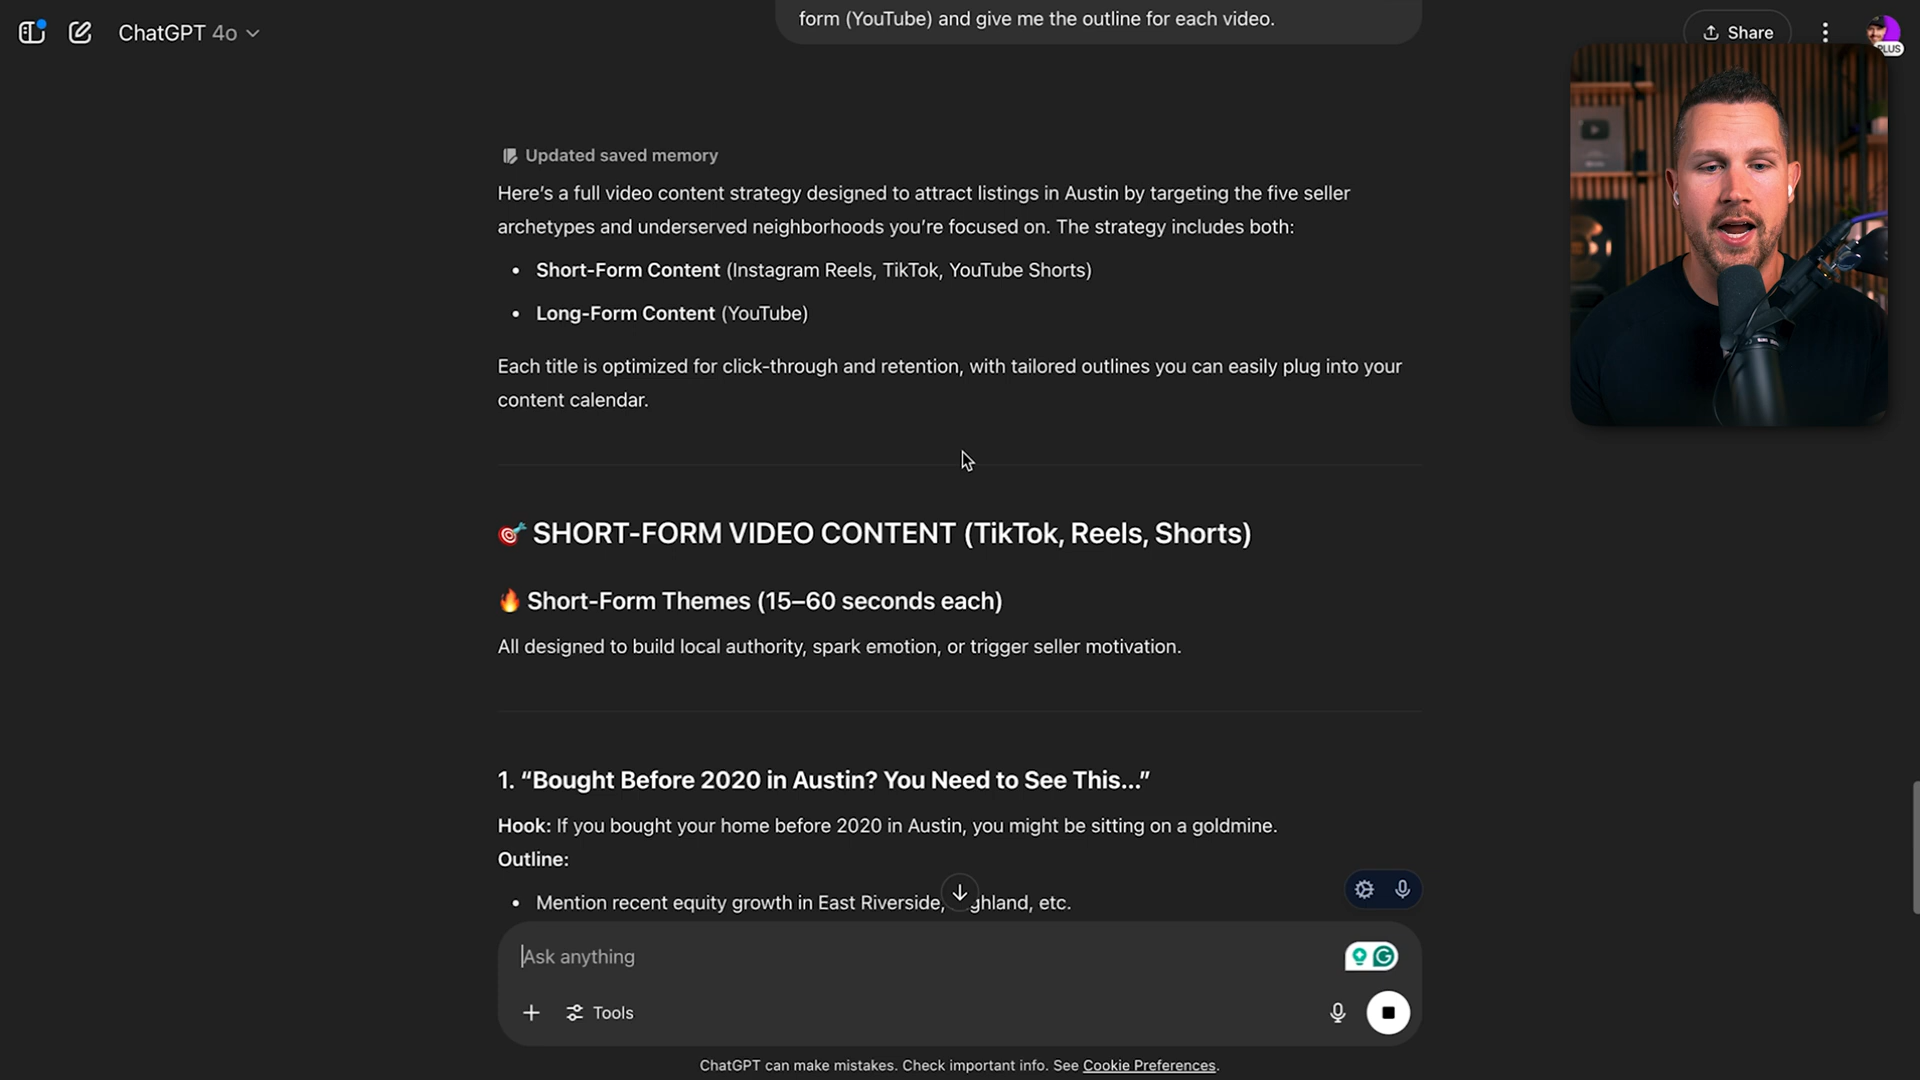 ChatGPT 4o
form (YouTube) and give me the outline for each video.
Share
PLUS
Updated saved memory
Here’s a full video content strategy designed to attract listings in Austin by targeting the five seller
archetypes and underserved neighborhoods you’re focused on. The strategy includes both:
• Short-Form Content (Instagram Reels, TikTok, YouTube Shorts)
• Long-Form Content (YouTube)
Each title is optimized for click-through and retention, with tailored outlines you can easily plug into your
content calendar.
🎯 SHORT-FORM VIDEO CONTENT (TikTok, Reels, Shorts)
🔥 Short-Form Themes (15–60 seconds each)
All designed to build local authority, spark emotion, or trigger seller motivation.
1. “Bought Before 2020 in Austin? You Need to See This…”
Hook: If you bought your home before 2020 in Austin, you might be sitting on a goldmine.
Outline:
• Mention recent equity growth in East Riverside, ghland, etc.
Ask anything
Tools
ChatGPT can make mistakes. Check important info. See Cookie Preferences.